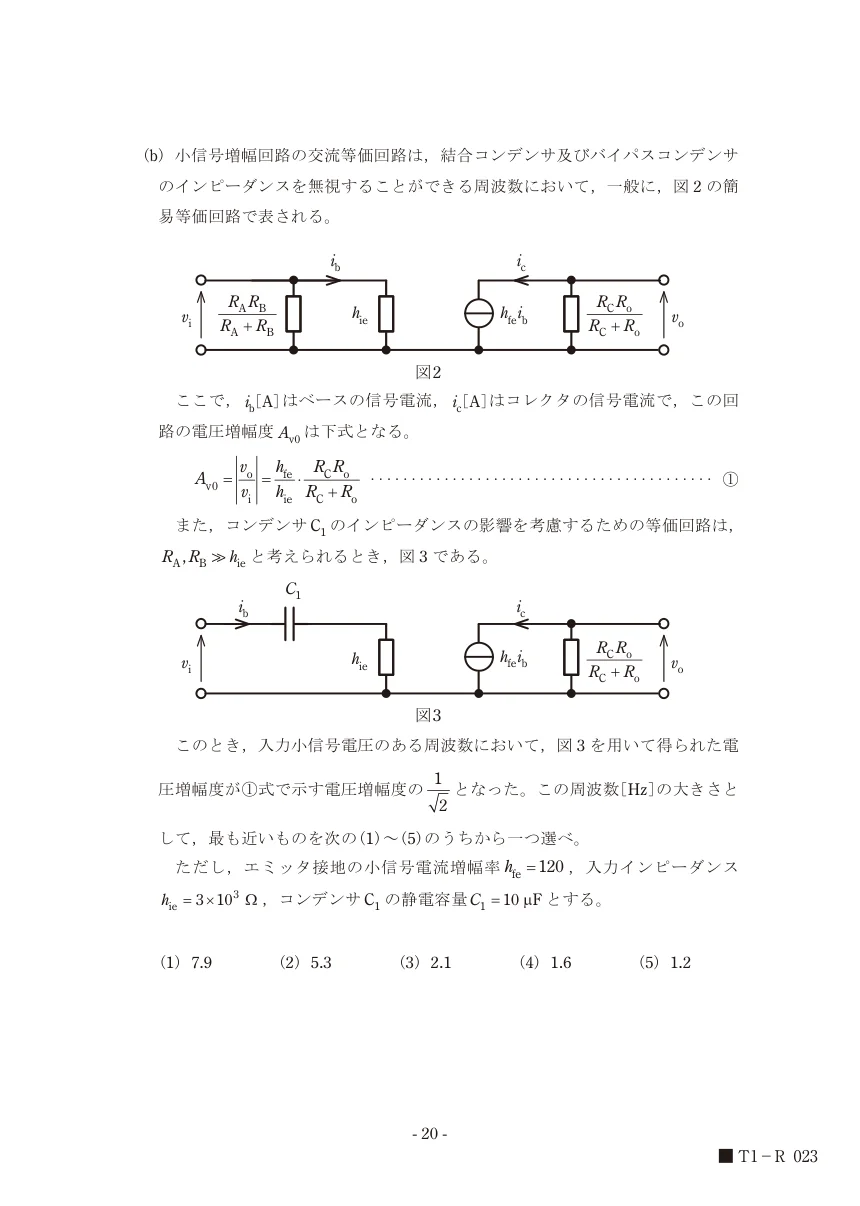 (b) 小信号増幅回路の交流等価回路は，結合コンデンサ及びバイパスコンデンサ
のインピーダンスを無視することができる周波数において，一般に，図 2 の簡
易等価回路で表される。
i_b i_c
v_i R_A R_B / (R_A + R_B) h_ie h_fe i_b R_C R_o / (R_C + R_o) v_o
図2
ここで， i_b[A]はベースの信号電流， i_c[A]はコレクタの信号電流で，この回
路の電圧増幅度 A_v0 は下式となる。
A_v0 = |v_o / v_i| = h_fe / h_ie · R_C R_o / (R_C + R_o) ·········································· ①
また，コンデンサ C_1 のインピーダンスの影響を考慮するための等価回路は，
R_A , R_B ≫ h_ie と考えられるとき，図 3 である。
C_1
i_b i_c
v_i h_ie h_fe i_b R_C R_o / (R_C + R_o) v_o
図3
このとき，入力小信号電圧のある周波数において，図 3 を用いて得られた電
圧増幅度が①式で示す電圧増幅度の 1/√2 となった。この周波数[Hz]の大きさと
して，最も近いものを次の(1)～(5)のうちから一つ選べ。
ただし，エミッタ接地の小信号電流増幅率 h_fe = 120 ，入力インピーダンス
h_ie = 3×10³ Ω ，コンデンサ C_1 の静電容量 C_1 = 10 μF とする。
(1) 7.9 (2) 5.3 (3) 2.1 (4) 1.6 (5) 1.2
- 20 -
■ T1－R 023